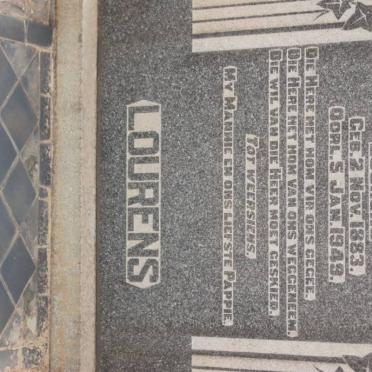 GEB. 2 NOV. 1883.
OORL. 5 JAN. 1949.
DIE HERE HET HOM VIR ONS GEGEE,
DIE HERE HET HOM VAN ONS WEGGENEEM,
DIE WIL VAN DIE HEER MOET GESKIED.
TOT WEERSIENS,
MY MANNIE EN ONS LIEFSTE PAPPIE.
LOURENS